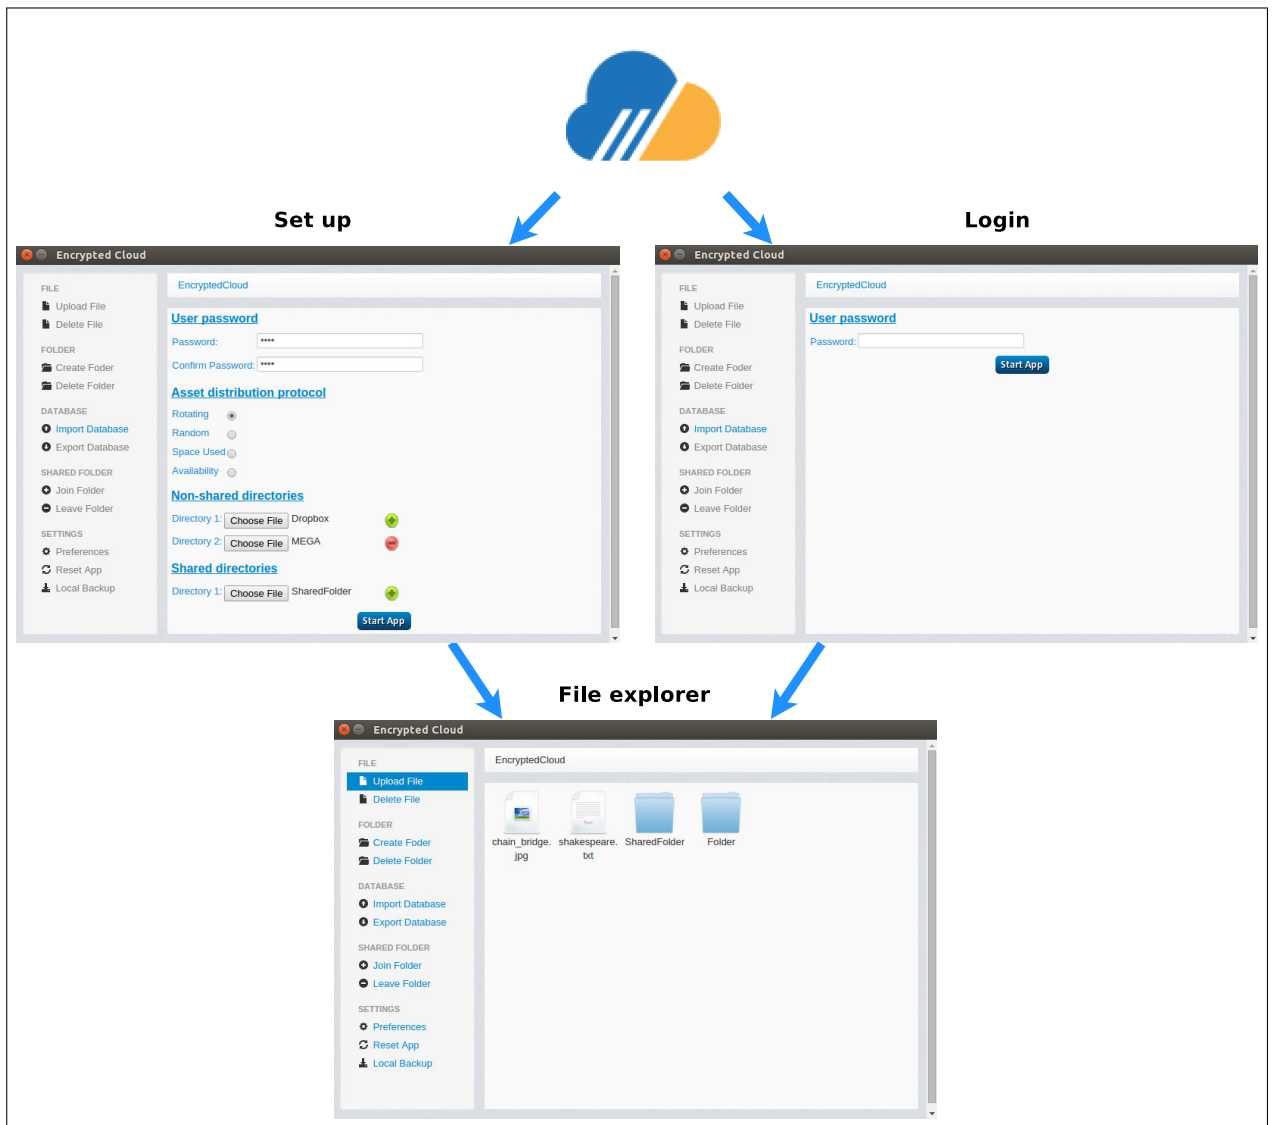 Set up
Login
Encrypted Cloud
FILE
Upload File
Delete File
FOLDER
Create Foder
Delete Folder
DATABASE
Import Database
Export Database
SHARED FOLDER
Join Folder
Leave Folder
SETTINGS
Preferences
Reset App
Local Backup
EncryptedCloud
User password
Password: ••••
Confirm Password: ••••
Asset distribution protocol
Rotating
Random
Space Used
Availability
Non-shared directories
Directory 1: Choose File Dropbox
Directory 2: Choose File MEGA
Shared directories
Directory 1: Choose File SharedFolder
Start App
Encrypted Cloud
FILE
Upload File
Delete File
FOLDER
Create Foder
Delete Folder
DATABASE
Import Database
Export Database
SHARED FOLDER
Join Folder
Leave Folder
SETTINGS
Preferences
Reset App
Local Backup
EncryptedCloud
User password
Password:
Start App
File explorer
Encrypted Cloud
FILE
Upload File
Delete File
FOLDER
Create Foder
Delete Folder
DATABASE
Import Database
Export Database
SHARED FOLDER
Join Folder
Leave Folder
SETTINGS
Preferences
Reset App
Local Backup
EncryptedCloud
chain_bridge.
jpg
shakespeare.
txt
SharedFolder
Folder